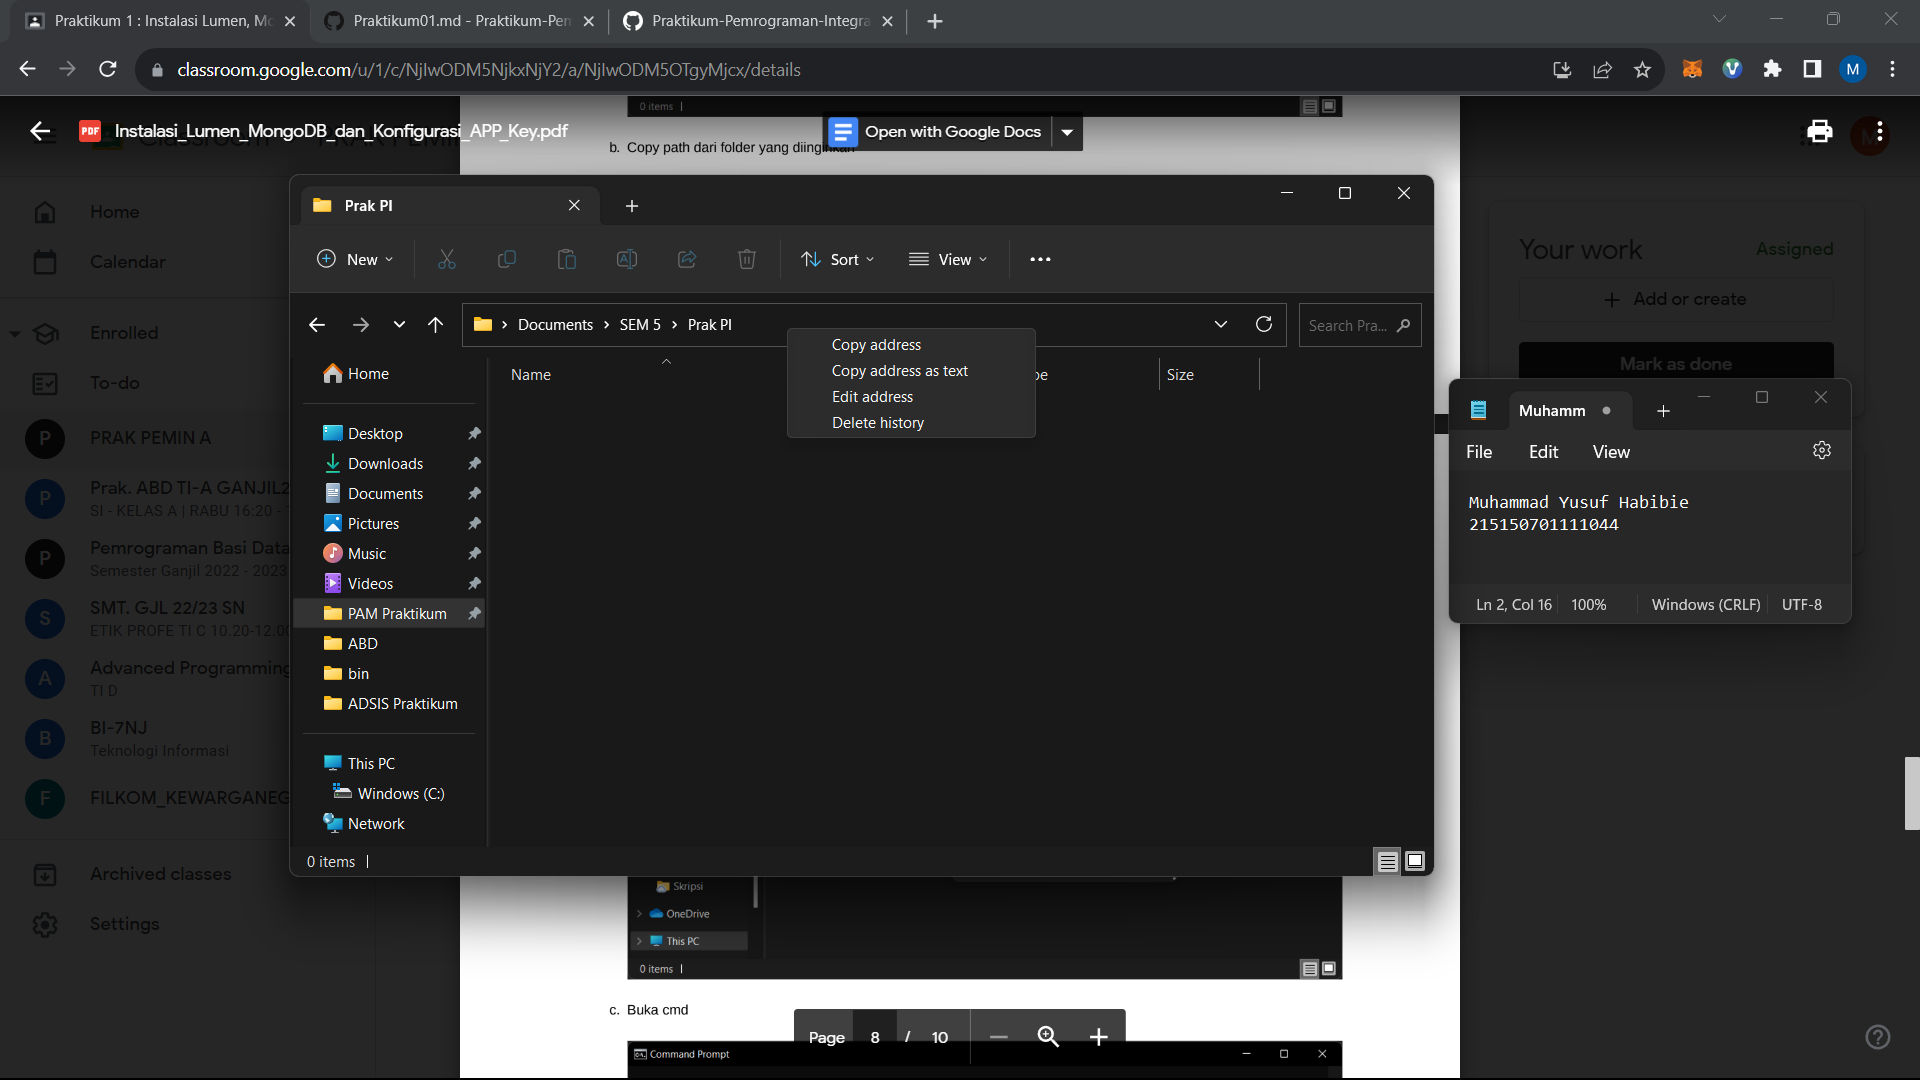 Praktikum 1 : Instalasi Lumen, Mo
Praktikum01.md - Praktikum-Pem
Praktikum-Pemrograman-Integra
classroom.google.com/u/1/c/NjIwODM5NjkxNjY2/a/NjIwODM5OTgyMjcx/details
M
0 items
PDF
Instalasi_Lumen_MongoDB_dan_Konfigurasi_APP_Key.pdf
Open with Google Docs
b. Copy path dari folder yang diinginkan
Home
Calendar
Enrolled
To-do
P
PRAK PEMIN A
P
Prak. ABD TI-A GANJIL2
SI - KELAS A | RABU 16:20 -
P
Pemrograman Basi Data
Semester Ganjil 2022 - 2023
S
SMT. GJL 22/23 SN
ETIK PROFE TI C 10.20-12.00
A
Advanced Programming
TI D
B
BI-7NJ
Teknologi Informasi
F
FILKOM_KEWARGANEG
Archived classes
Settings
Prak PI
New
Sort
View
Documents
SEM 5
Prak PI
Search Pra...
Copy address
Copy address as text
Edit address
Delete history
Name
pe
Size
Home
Desktop
Downloads
Documents
Pictures
Music
Videos
PAM Praktikum
ABD
bin
ADSIS Praktikum
This PC
Windows (C:)
Network
0 items
Your work
Assigned
Add or create
Mark as done
Muhamm
File
Edit
View
Muhammad Yusuf Habibie
215150701111044
Ln 2, Col 16
100%
Windows (CRLF)
UTF-8
Skripsi
OneDrive
This PC
0 items
c. Buka cmd
Page 8 / 10
Command Prompt